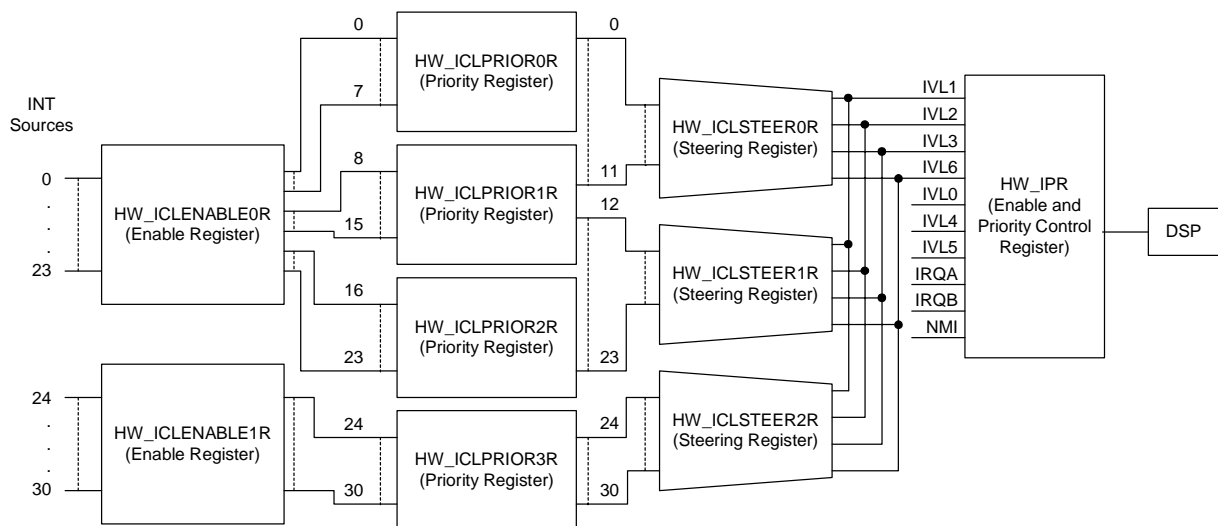 INT
Sources
0
.
.
.
.
23
HW_ICLENABLE0R
(Enable Register)
24
.
.
.
.
30
HW_ICLENABLE1R
(Enable Register)
0
7
HW_ICLPRIOR0R
(Priority Register)
8
15
HW_ICLPRIOR1R
(Priority Register)
16
23
HW_ICLPRIOR2R
(Priority Register)
24
30
HW_ICLPRIOR3R
(Priority Register)
0
11
HW_ICLSTEER0R
(Steering Register)
12
23
HW_ICLSTEER1R
(Steering Register)
24
30
HW_ICLSTEER2R
(Steering Register)
IVL1
IVL2
IVL3
IVL6
IVL0
IVL4
IVL5
IRQA
IRQB
NMI
HW_IPR
(Enable and
Priority Control
Register)
DSP